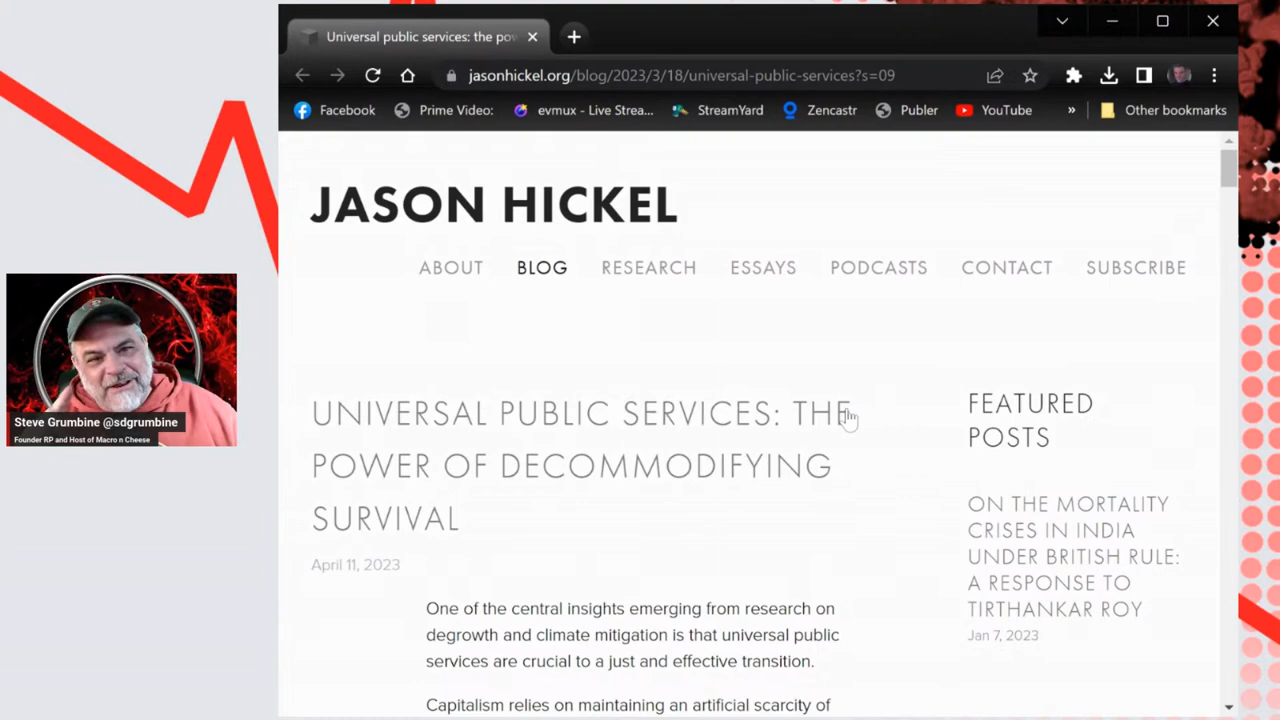 Universal public services: the pow
jasonhickel.org/blog/2023/3/18/universal-public-services?s=09
Facebook Prime Video: evmux - Live Strea... StreamYard Zencastr Publer YouTube » Other bookmarks
JASON HICKEL
ABOUT BLOG RESEARCH ESSAYS PODCASTS CONTACT SUBSCRIBE
UNIVERSAL PUBLIC SERVICES: THE
POWER OF DECOMMODIFYING
SURVIVAL
April 11, 2023
One of the central insights emerging from research on
degrowth and climate mitigation is that universal public
services are crucial to a just and effective transition.
Capitalism relies on maintaining an artificial scarcity of
FEATURED
POSTS
ON THE MORTALITY
CRISES IN INDIA
UNDER BRITISH RULE:
A RESPONSE TO
TIRTHANKAR ROY
Jan 7, 2023
Steve Grumbine @sdgrumbine
Founder RP and Host of Macro n Cheese